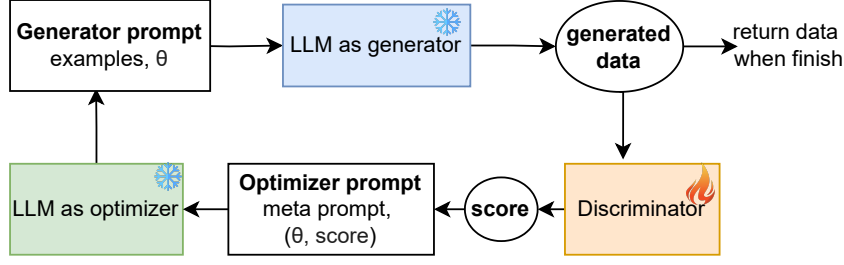 Generator prompt
examples, θ
LLM as generator
generated
data
return data
when finish
LLM as optimizer
Optimizer prompt
meta prompt,
(θ, score)
score
Discriminator